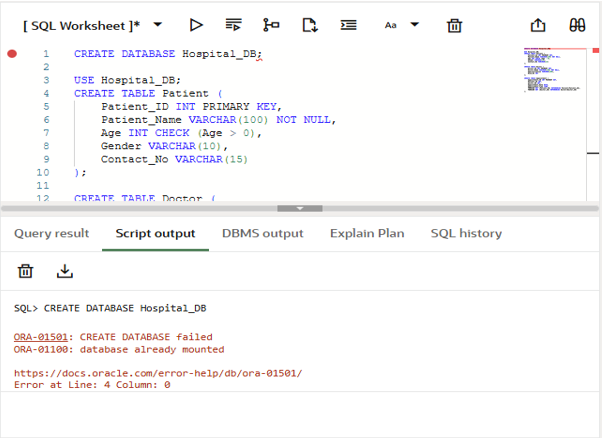 [ SQL Worksheet ]*
Aa
1 CREATE DATABASE Hospital_DB;
2
3 USE Hospital_DB;
4 CREATE TABLE Patient (
5 Patient_ID INT PRIMARY KEY,
6 Patient_Name VARCHAR(100) NOT NULL,
7 Age INT CHECK (Age > 0),
8 Gender VARCHAR(10),
9 Contact_No VARCHAR(15)
10 );
11
12 CREATE TABLE Doctor (
Query result Script output DBMS output Explain Plan SQL history
SQL> CREATE DATABASE Hospital_DB
ORA-01501: CREATE DATABASE failed
ORA-01100: database already mounted
https://docs.oracle.com/error-help/db/ora-01501/
Error at Line: 4 Column: 0